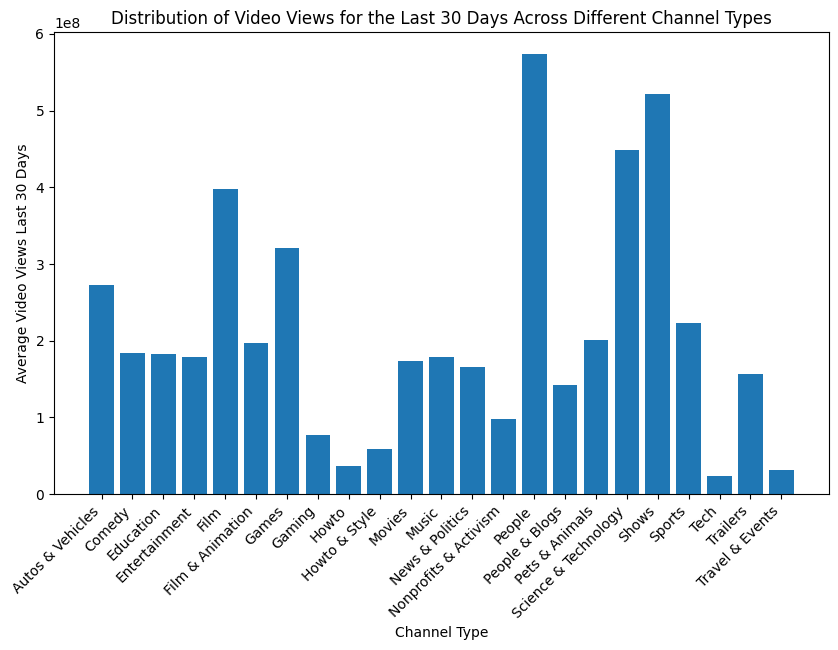 Distribution of Video Views for the Last 30 Days Across Different Channel Types
1e8
6
5
4
3
2
1
0
Average Video Views Last 30 Days
Autos & Vehicles
Comedy
Education
Entertainment
Film
Film & Animation
Games
Gaming
Howto
Howto & Style
Movies
Music
News & Politics
Nonprofits & Activism
People
People & Blogs
Pets & Animals
Science & Technology
Shows
Sports
Tech
Trailers
Travel & Events
Channel Type